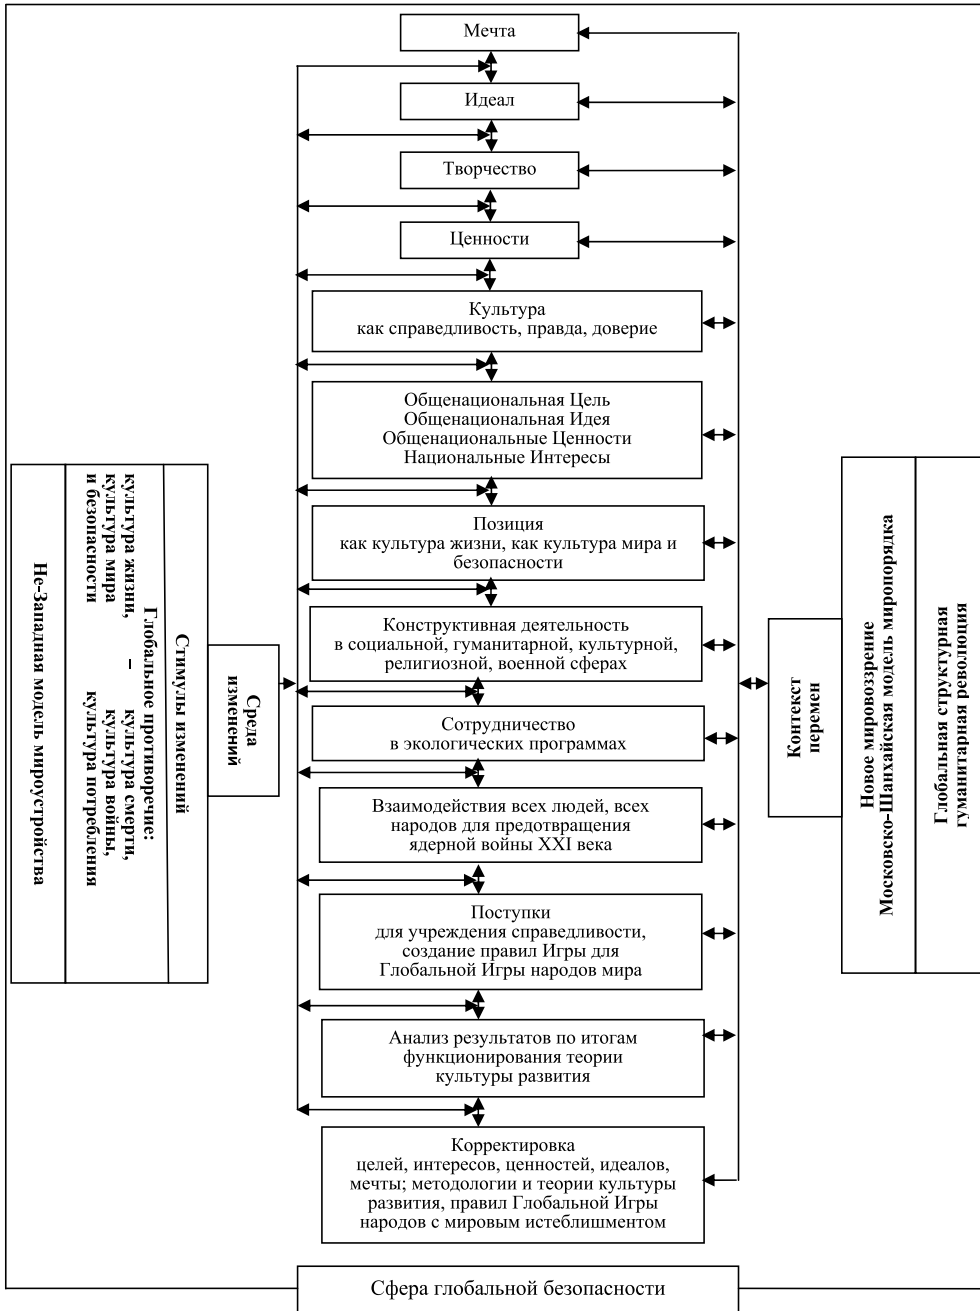 Мечта
Идеал
Творчество
Ценности
Культура
как справедливость, правда, доверие
Общенациональная Цель
Общенациональная Идея
Общенациональные Ценности
Национальные Интересы
Позиция
как культура жизни, как культура мира и
безопасности
Конструктивная деятельность
в социальной, гуманитарной, культурной,
религиозной, военной сферах
Сотрудничество
в экологических программах
Взаимодействия всех людей, всех
народов для предотвращения
ядерной войны XXI века
Поступки
для учреждения справедливости,
создание правил Игры для
Глобальной Игры народов мира
Анализ результатов по итогам
функционирования теории
культуры развития
Корректировка
целей, интересов, ценностей, идеалов,
мечты; методологии и теории культуры
развития, правил Глобальной Игры
народов с мировым истеблишментом
Среда
изменений
Стимулы изменений
Глобальное противоречие:
культура жизни, – культура смерти,
культура мира культура войны,
и безопасности культура потребления
Не-Западная модель мироустройства
Контекст
перемен
Новое мировоззрение
Московско-Шанхайская модель миропорядка
Глобальная структурная
гуманитарная революция
Сфера глобальной безопасности